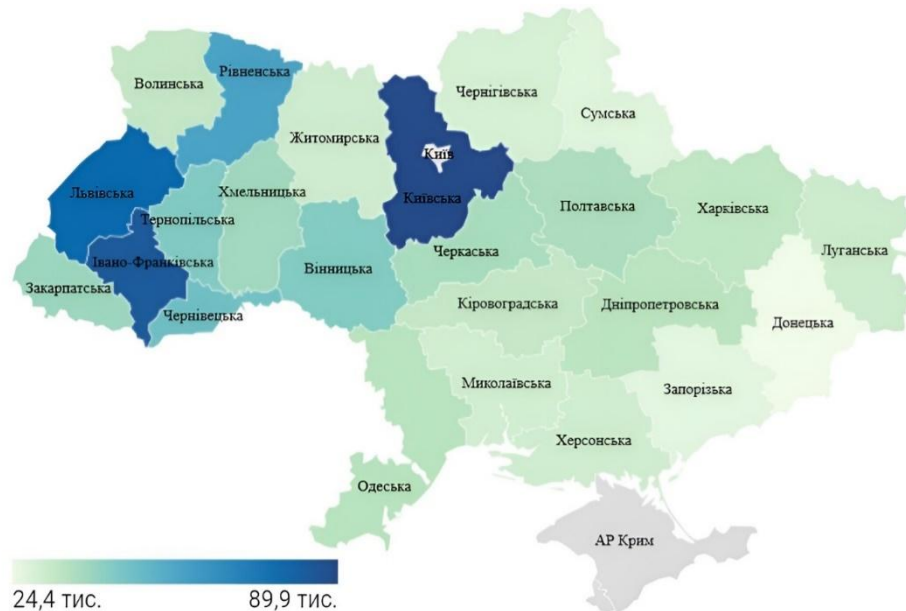 Рівненська
Волинська
Чернігівська
Сумська
Житомирська
Київ
Львівська
Хмельницька
Київська
Тернопільська
Полтавська
Харківська
Черкаська
Луганська
Івано-Франківська
Вінницька
Закарпатська
Кіровоградська
Дніпропетровська
Чернівецька
Донецька
Миколаївська
Запорізька
Херсонська
Одеська
АР Крим
24,4 тис.
89,9 тис.